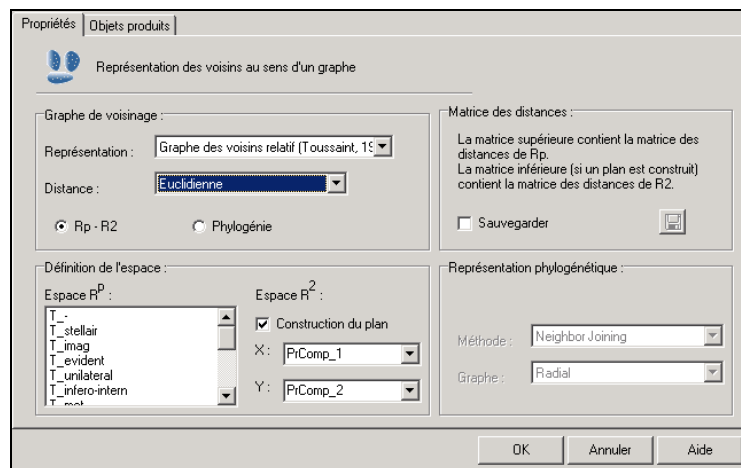 Propriétés
Objets produits
Représentation des voisins au sens d'un graphe
Graphe de voisinage :
Représentation :
Graphe des voisins relatif (Toussaint, 19
Distance :
Euclidienne
Rp - R2
Phylogénie
Matrice des distances :
La matrice supérieure contient la matrice des
distances de Rp.
La matrice inférieure (si un plan est construit)
contient la matrice des distances de R2.
Sauvegarder
Définition de l'espace :
Espace R^p :
T_-
T_stellair
T_imag
T_evident
T_unilateral
T_infero-intern
Espace R^2 :
Construction du plan
X :
PrComp_1
Y :
PrComp_2
Représentation phylogénétique :
Méthode :
Neighbor Joining
Graphe :
Radial
OK
Annuler
Aide